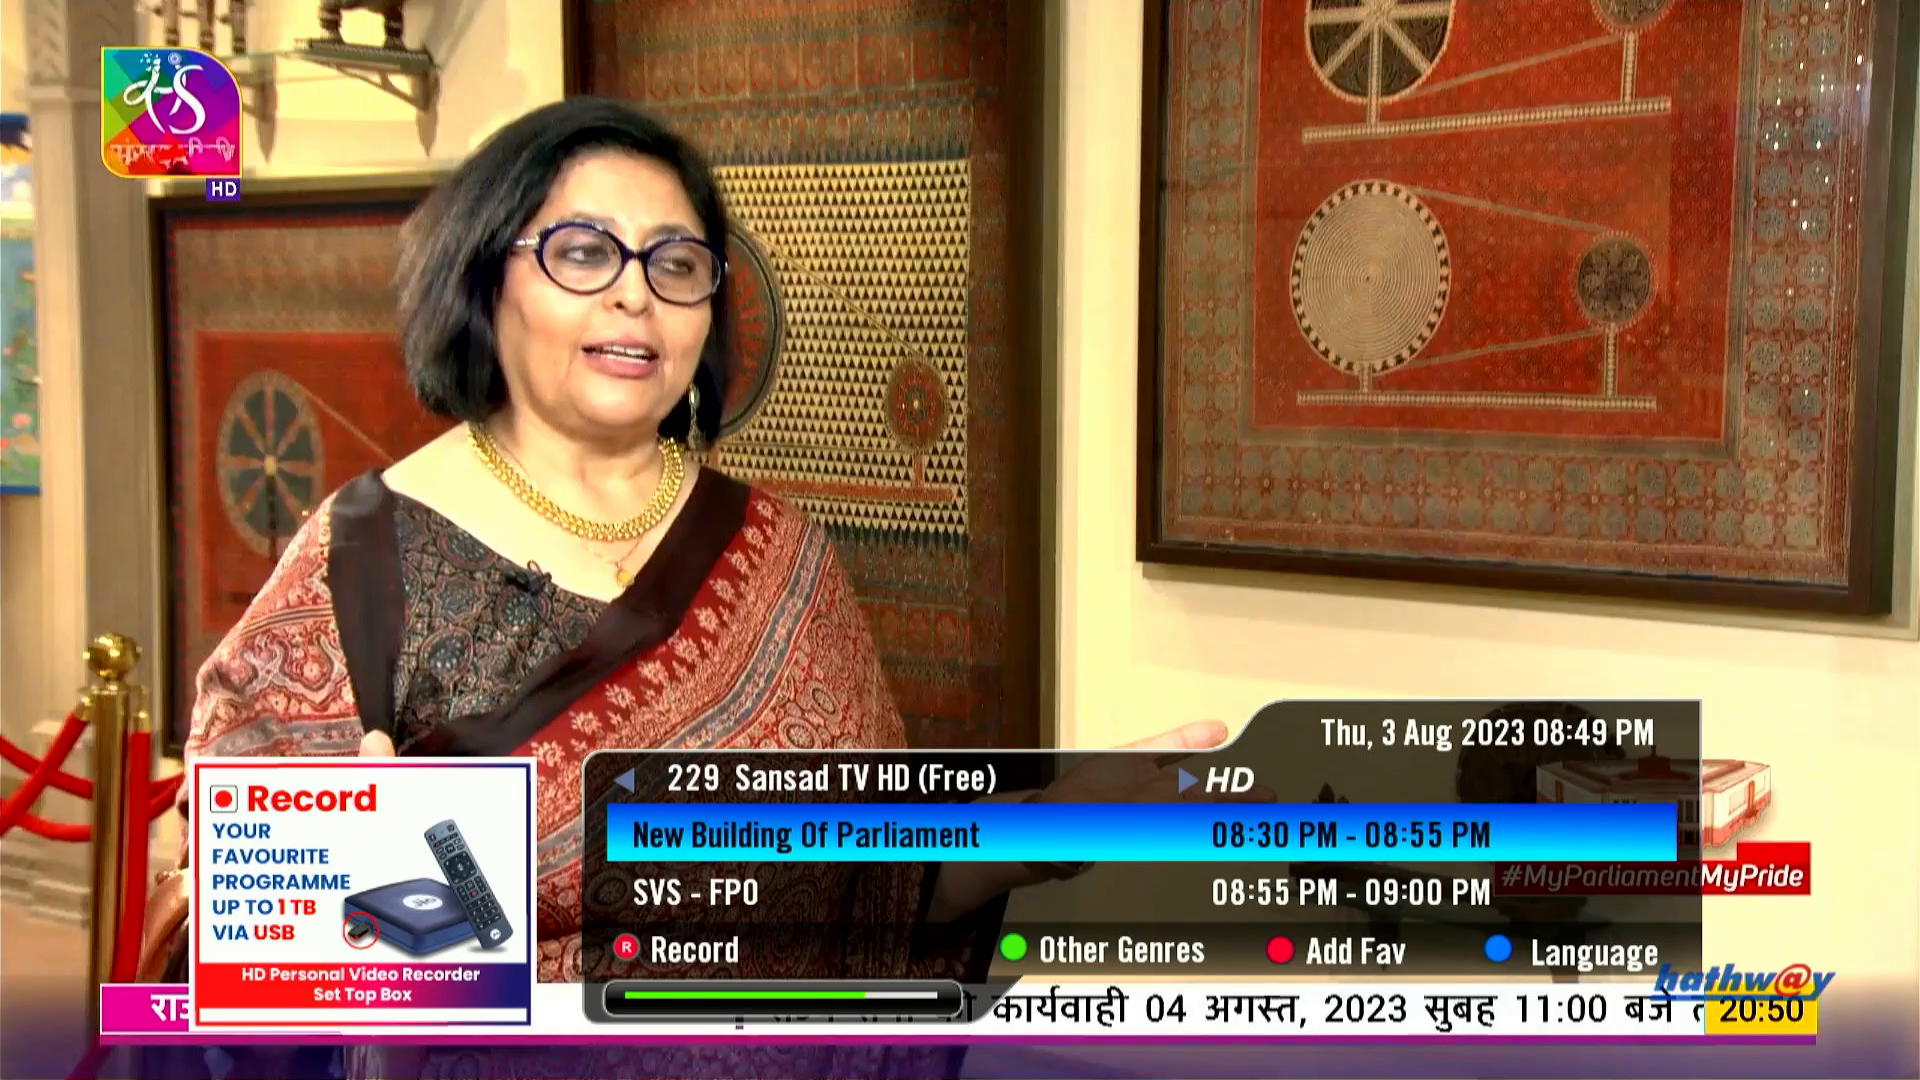 HD
Thu, 3 Aug 2023 08:49 PM
229 Sansad TV HD (Free)
HD
New Building Of Parliament
08:30 PM - 08:55 PM
SVS - FPO
08:55 PM - 09:00 PM
#MyParliamentMyPride
R Record
Other Genres
Add Fav
Language
Record
YOUR
FAVOURITE
PROGRAMME
UP TO 1 TB
VIA USB
Jio
HD Personal Video Recorder
Set Top Box
hathw@y
कार्यवाही 04 अगस्त, 2023 सुबह 11:00 बजे
20:50